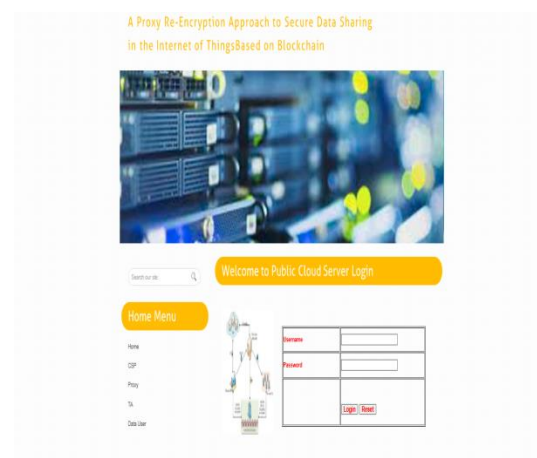 A Proxy Re-Encryption Approach to Secure Data Sharing
in the Internet of ThingsBased on Blockchain
Search our site
Welcome to Public Cloud Server Login
Home Menu
Home
CSP
Proxy
TA
Data User
Username
Password
Login Reset